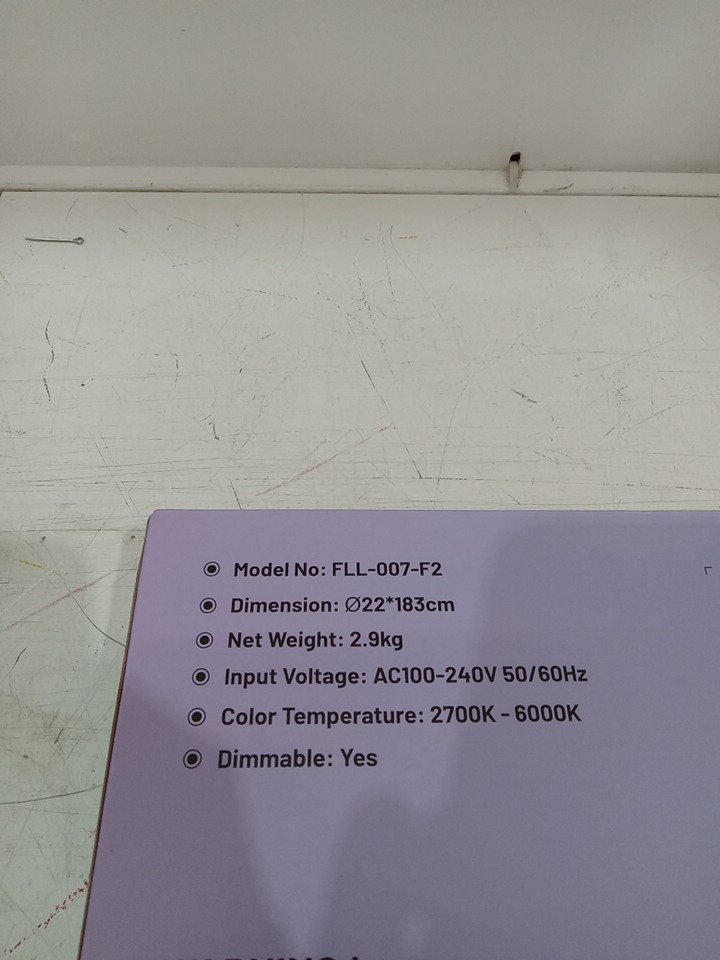 Model No: FLL-007-F2
Dimension: Ø22*183cm
Net Weight: 2.9kg
Input Voltage: AC100-240V 50/60Hz
Color Temperature: 2700K - 6000K
Dimmable: Yes